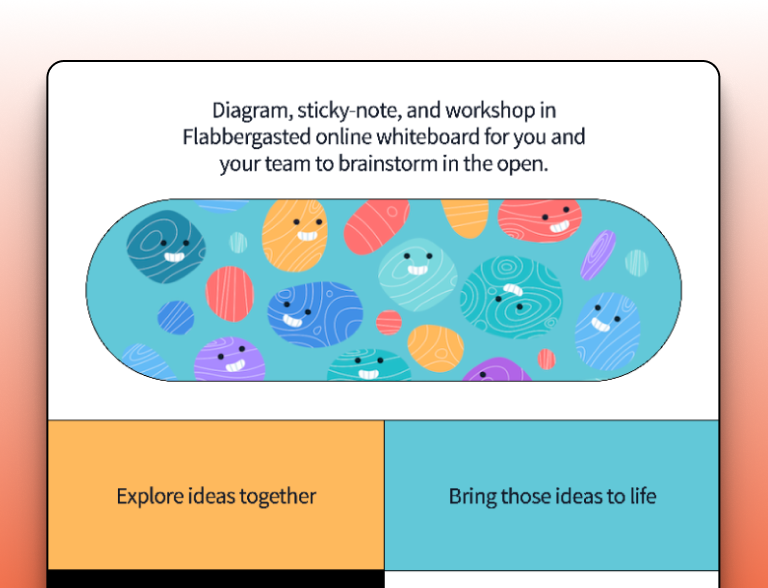 Diagram, sticky-note, and workshop in
Flabbergasted online whiteboard for you and
your team to brainstorm in the open.
Explore ideas together
Bring those ideas to life